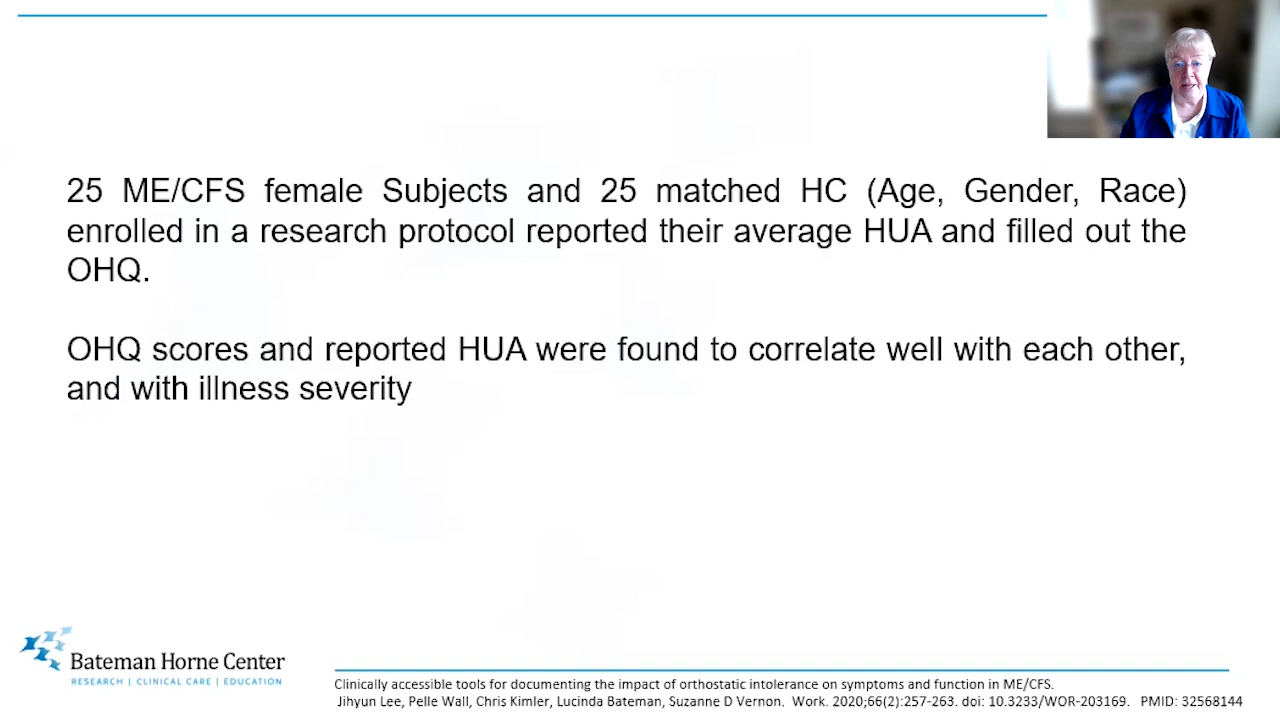 25 ME/CFS female Subjects and 25 matched HC (Age, Gender, Race)
enrolled in a research protocol reported their average HUA and filled out the
OHQ.
OHQ scores and reported HUA were found to correlate well with each other,
and with illness severity
Bateman Horne Center
RESEARCH | CLINICAL CARE | EDUCATION
Clinically accessible tools for documenting the impact of orthostatic intolerance on symptoms and function in ME/CFS.
Jihyun Lee, Pelle Wall, Chris Kimler, Lucinda Bateman, Suzanne D Vernon. Work. 2020;66(2):257-263. doi: 10.3233/WOR-203169. PMID: 32568144